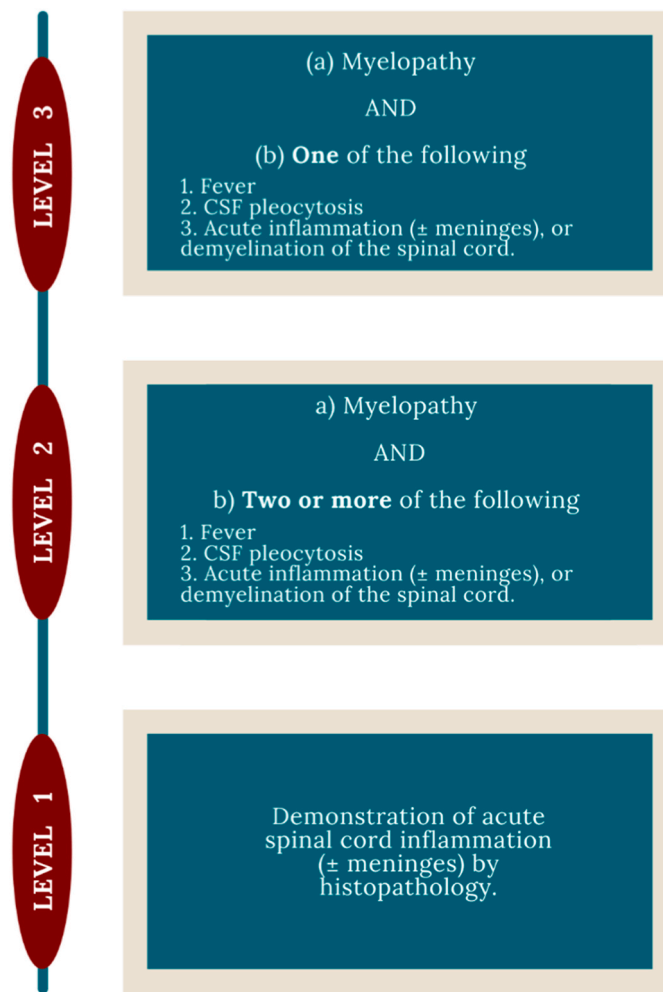 LEVEL 3
(a) Myelopathy
AND
(b) One of the following
1. Fever
2. CSF pleocytosis
3. Acute inflammation (± meninges), or
demyelination of the spinal cord.
LEVEL 2
a) Myelopathy
AND
b) Two or more of the following
1. Fever
2. CSF pleocytosis
3. Acute inflammation (± meninges), or
demyelination of the spinal cord.
LEVEL 1
Demonstration of acute
spinal cord inflammation
(± meninges) by
histopathology.